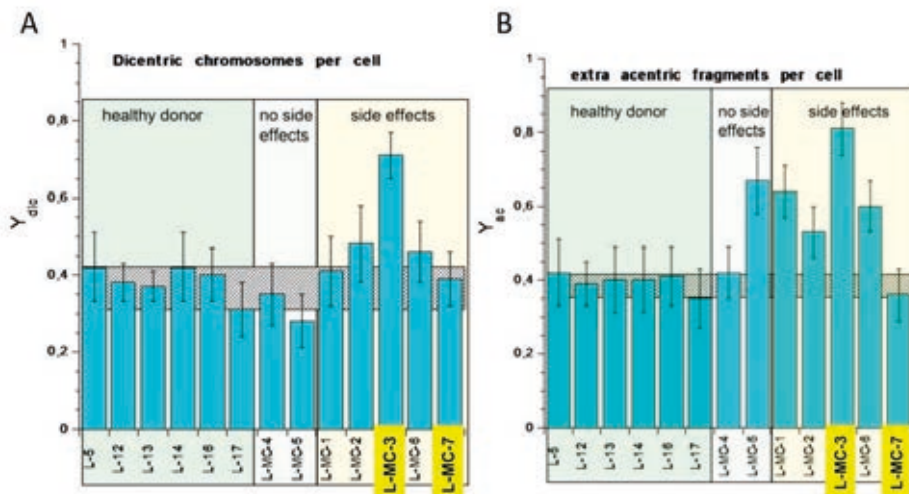 A
Dicentric chromosomes per cell
1
0,8
0,6
0,4
0,2
0
Y dic
healthy donor
no side
effects
side effects
L-5
L-12
L-13
L-14
L-16
L-17
L-MC-4
L-MC-5
L-MC-1
L-MC-2
L-MC-3
L-MC-6
L-MC-7
B
extra acentric fragments per cell
1
0,8
0,6
0,4
0,2
0
Y ac
healthy donor
no side
effects
side effects
L-5
L-12
L-13
L-14
L-16
L-17
L-MC-4
L-MC-5
L-MC-1
L-MC-2
L-MC-3
L-MC-6
L-MC-7